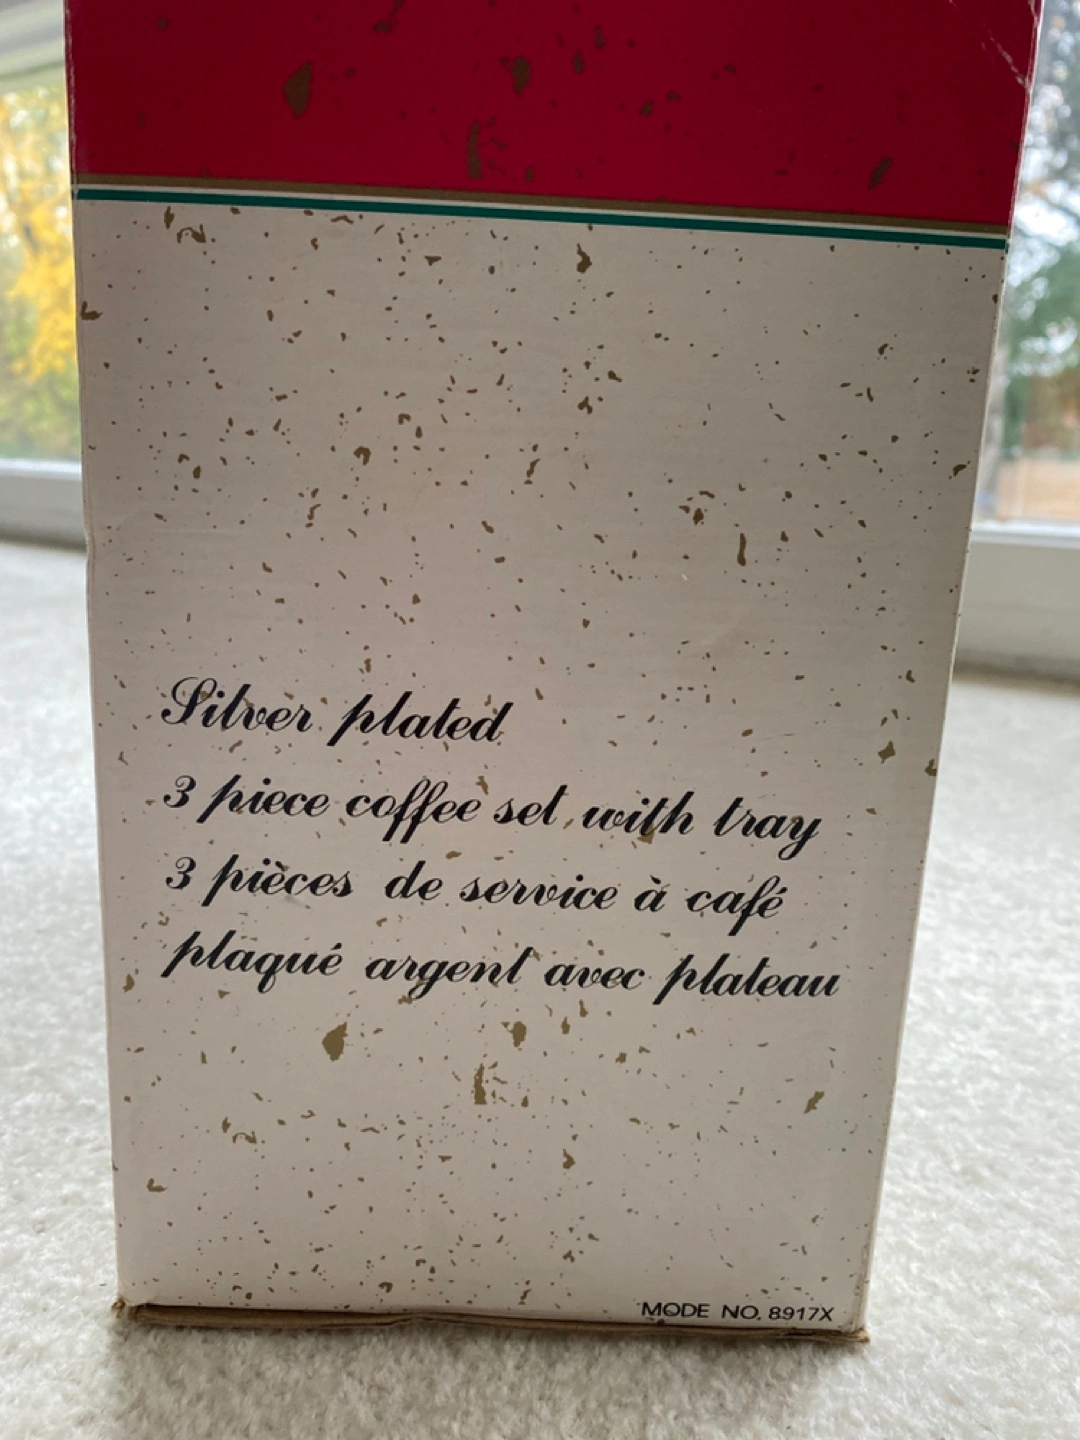 Silver plated
3 piece coffee set with tray
3 pièces de service à café
plaqué argent avec plateau
MODE NO. 8917X